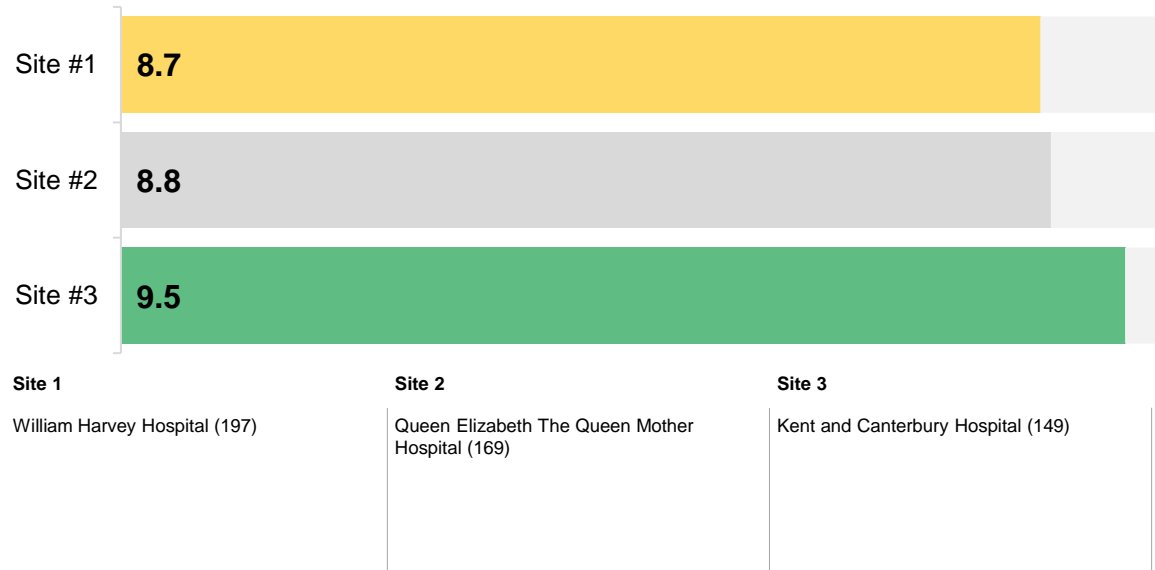 Site #1
8.7
Site #2
8.8
Site #3
9.5
Site 1
Site 2
Site 3
William Harvey Hospital (197)
Queen Elizabeth The Queen Mother
Hospital (169)
Kent and Canterbury Hospital (149)